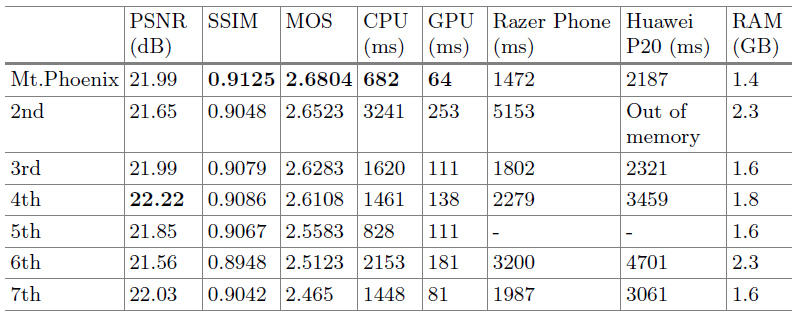 PSNR SSIM MOS CPU GPU Razer Phone Huawei RAM
(dB) (ms) (ms) (ms) P20 (ms) (GB)
Mt.Phoenix 21.99 0.9125 2.6804 682 64 1472 2187 1.4
2nd 21.65 0.9048 2.6523 3241 253 5153 Out of 2.3
memory
3rd 21.99 0.9079 2.6283 1620 111 1802 2321 1.6
4th 22.22 0.9086 2.6108 1461 138 2279 3459 1.8
5th 21.85 0.9067 2.5583 828 111 - - 1.6
6th 21.56 0.8948 2.5123 2153 181 3200 4701 2.3
7th 22.03 0.9042 2.465 1448 81 1987 3061 1.6